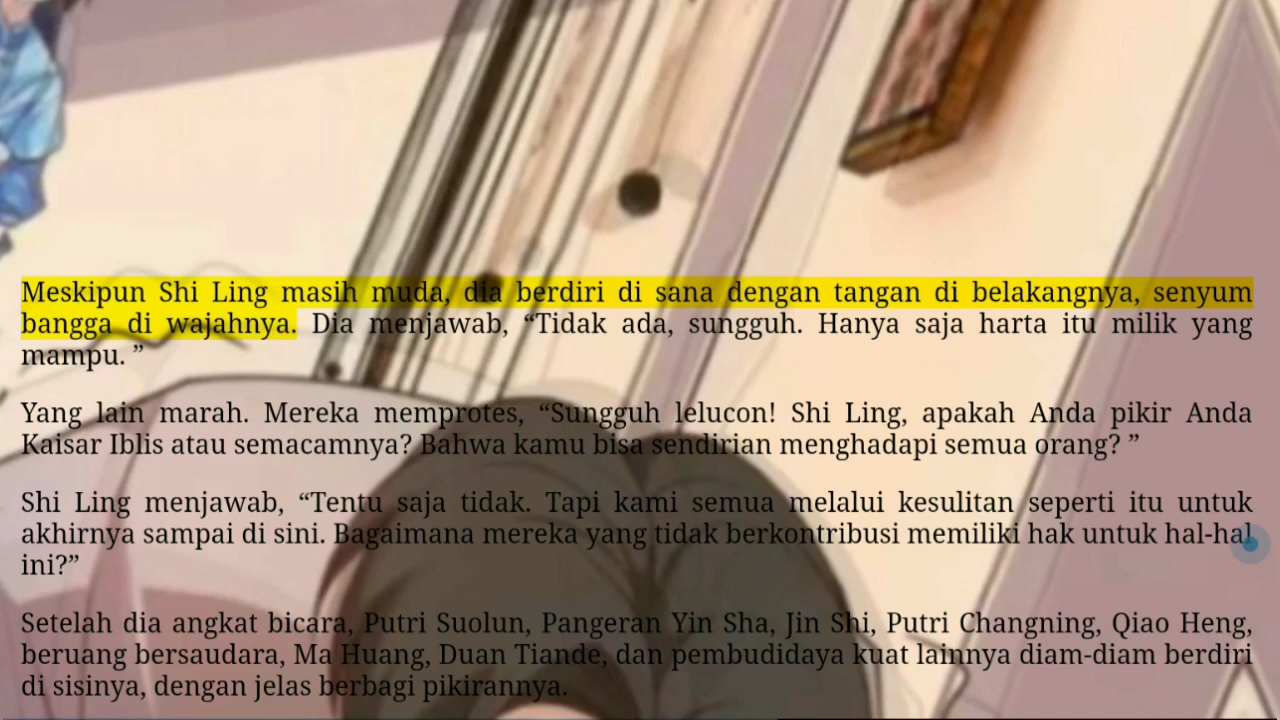 Meskipun Shi Ling masih muda, dia berdiri di sana dengan tangan di belakangnya, senyum
bangga di wajahnya. Dia menjawab, “Tidak ada, sungguh. Hanya saja harta itu milik yang
mampu. ”
Yang lain marah. Mereka memprotes, “Sungguh lelucon! Shi Ling, apakah Anda pikir Anda
Kaisar Iblis atau semacamnya? Bahwa kamu bisa sendirian menghadapi semua orang? ”
Shi Ling menjawab, “Tentu saja tidak. Tapi kami semua melalui kesulitan seperti itu untuk
akhirnya sampai di sini. Bagaimana mereka yang tidak berkontribusi memiliki hak untuk hal-hal
ini?”
Setelah dia angkat bicara, Putri Suolun, Pangeran Yin Sha, Jin Shi, Putri Changning, Qiao Heng,
beruang bersaudara, Ma Huang, Duan Tiande, dan pembudidaya kuat lainnya diam-diam berdiri
di sisinya, dengan jelas berbagi pikirannya.